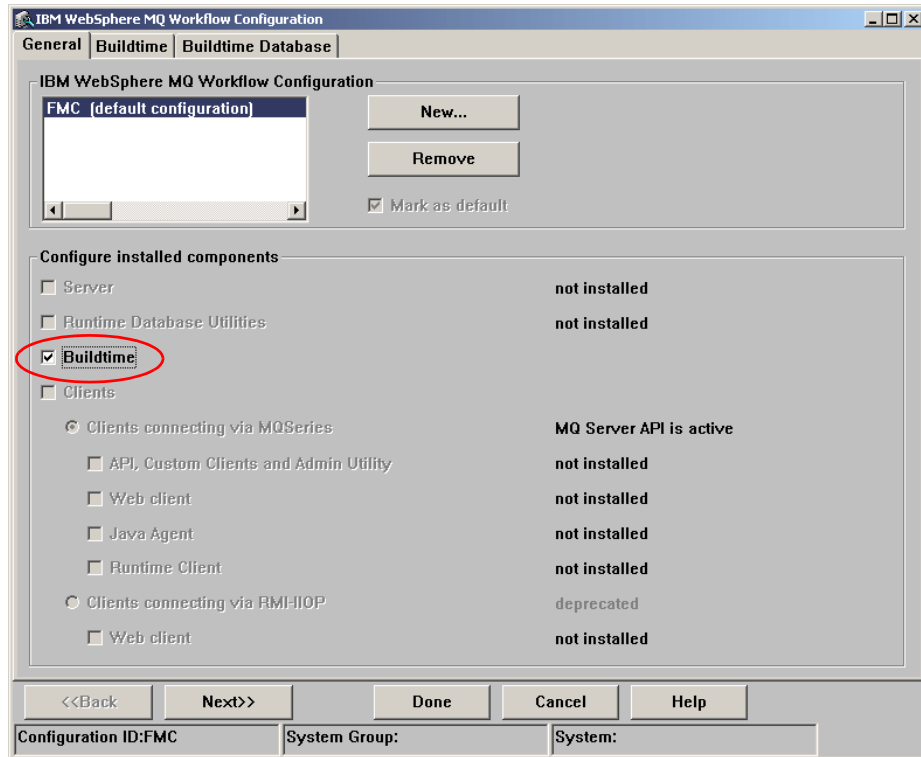 IBM WebSphere MQ Workflow Configuration
General Buildtime Buildtime Database
IBM WebSphere MQ Workflow Configuration
FMC (default configuration)
New...
Remove
Mark as default
Configure installed components
Server not installed
Runtime Database Utilities not installed
Buildtime
Clients
Clients connecting via MQSeries MQ Server API is active
API, Custom Clients and Admin Utility not installed
Web client not installed
Java Agent not installed
Runtime Client not installed
Clients connecting via RMI-IIOP deprecated
Web client not installed
<<Back Next>> Done Cancel Help
Configuration ID:FMC System Group: System: